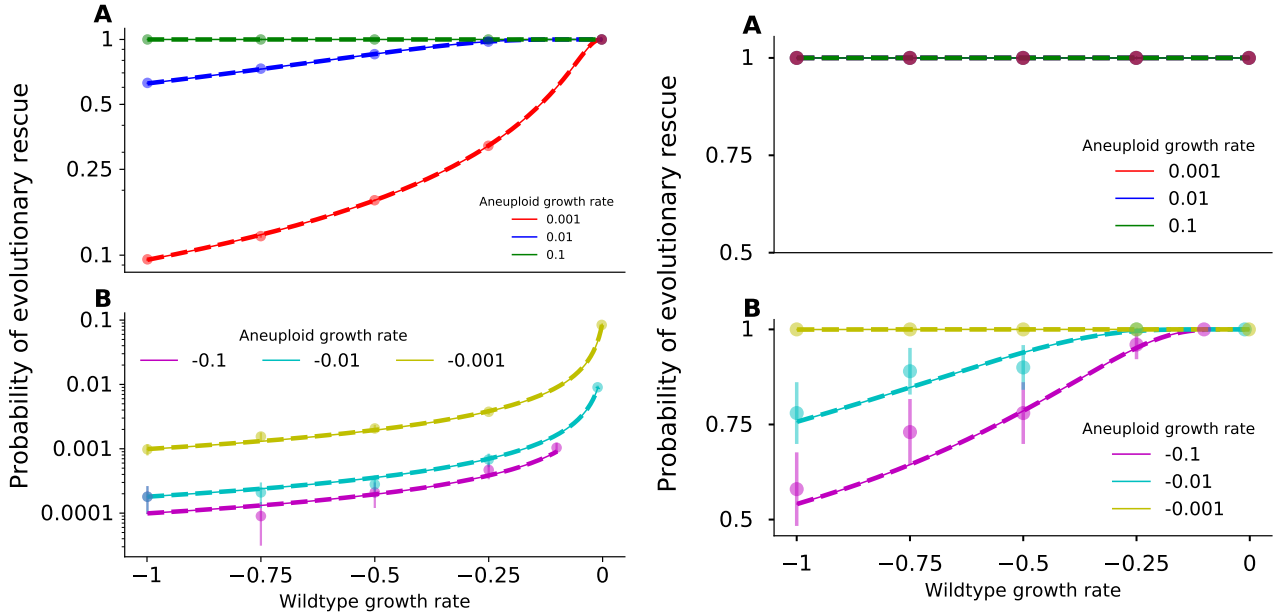 A
1
0.5
0.25
0.1
Aneuploid growth rate
0.001
0.01
0.1
B
0.1
0.01
0.001
0.0001
Aneuploid growth rate
-0.1 -0.01 -0.001
−1 −0.75 −0.5 −0.25 0
Wildtype growth rate
Probability of evolutionary rescue
A
1
0.75
0.5
Aneuploid growth rate
0.001
0.01
0.1
B
1
0.75
0.5
Aneuploid growth rate
-0.1
-0.01
-0.001
−1 −0.75 −0.5 −0.25 0
Wildtype growth rate
Probability of evolutionary rescue